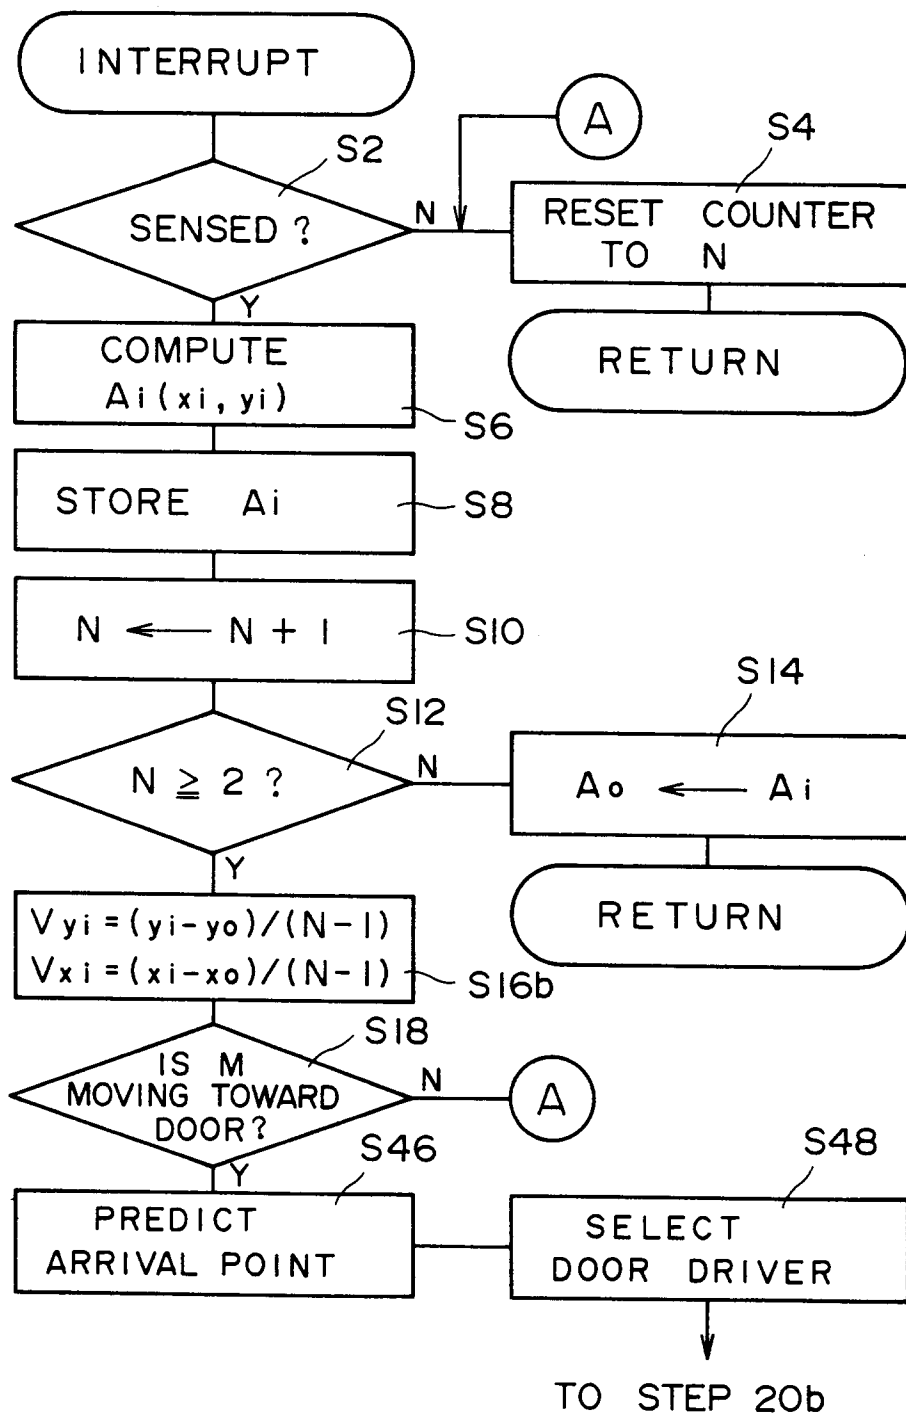 INTERRUPT
A
S2
S4
SENSED ?
N
RESET COUNTER
TO N
Y
COMPUTE
Ai(xi, yi)
S6
RETURN
STORE Ai
S8
N ← N + 1
S10
S12
S14
N ≧ 2 ?
N
Ao ← Ai
Y
Vyi=(yi-yo)/(N-1)
Vxi=(xi-xo)/(N-1)
S16b
RETURN
S18
IS M
MOVING TOWARD
DOOR?
N
A
Y
S46
S48
PREDICT
ARRIVAL POINT
SELECT
DOOR DRIVER
TO STEP 20b